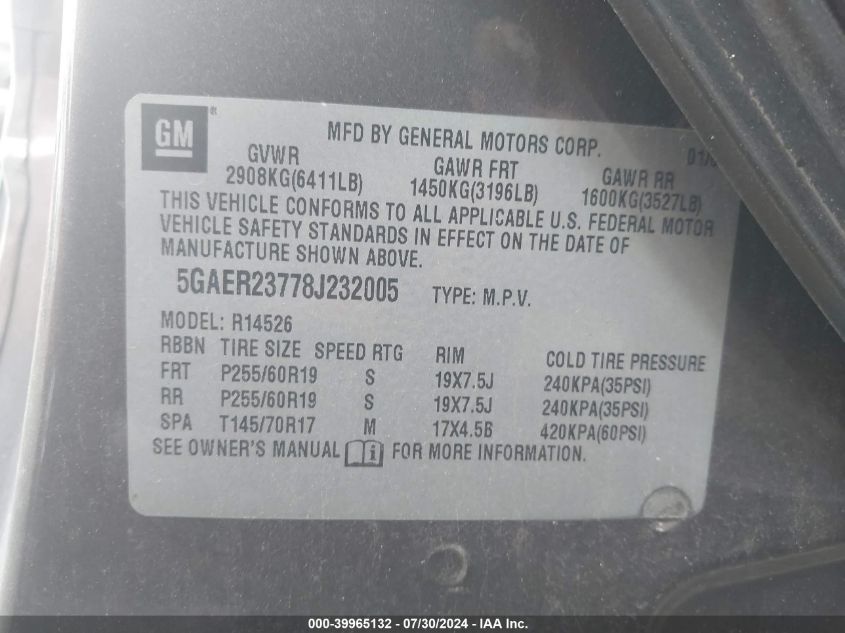 GM ®
MFD BY GENERAL MOTORS CORP. 01/
GVWR GAWR FRT GAWR RR
2908KG(6411LB) 1450KG(3196LB) 1600KG(3527LB)
THIS VEHICLE CONFORMS TO ALL APPLICABLE U.S. FEDERAL MOTOR
VEHICLE SAFETY STANDARDS IN EFFECT ON THE DATE OF
MANUFACTURE SHOWN ABOVE.
5GAER23778J232005 TYPE: M.P.V.
MODEL: R14526
RBBN TIRE SIZE SPEED RTG RIM COLD TIRE PRESSURE
FRT P255/60R19 S 19X7.5J 240KPA(35PSI)
RR P255/60R19 S 19X7.5J 240KPA(35PSI)
SPA T145/70R17 M 17X4.5B 420KPA(60PSI)
SEE OWNER'S MANUAL i FOR MORE INFORMATION.
000-39965132 - 07/30/2024 - IAA Inc.